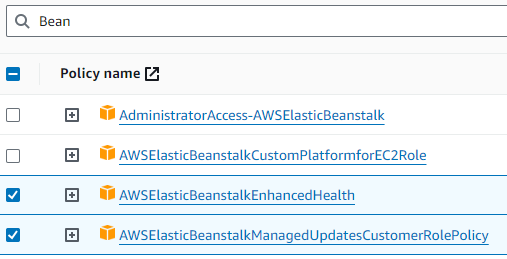 Bean
Policy name
AdministratorAccess-AWSElasticBeanstalk
AWSElasticBeanstalkCustomPlatformforEC2Role
AWSElasticBeanstalkEnhancedHealth
AWSElasticBeanstalkManagedUpdatesCustomerRolePolicy